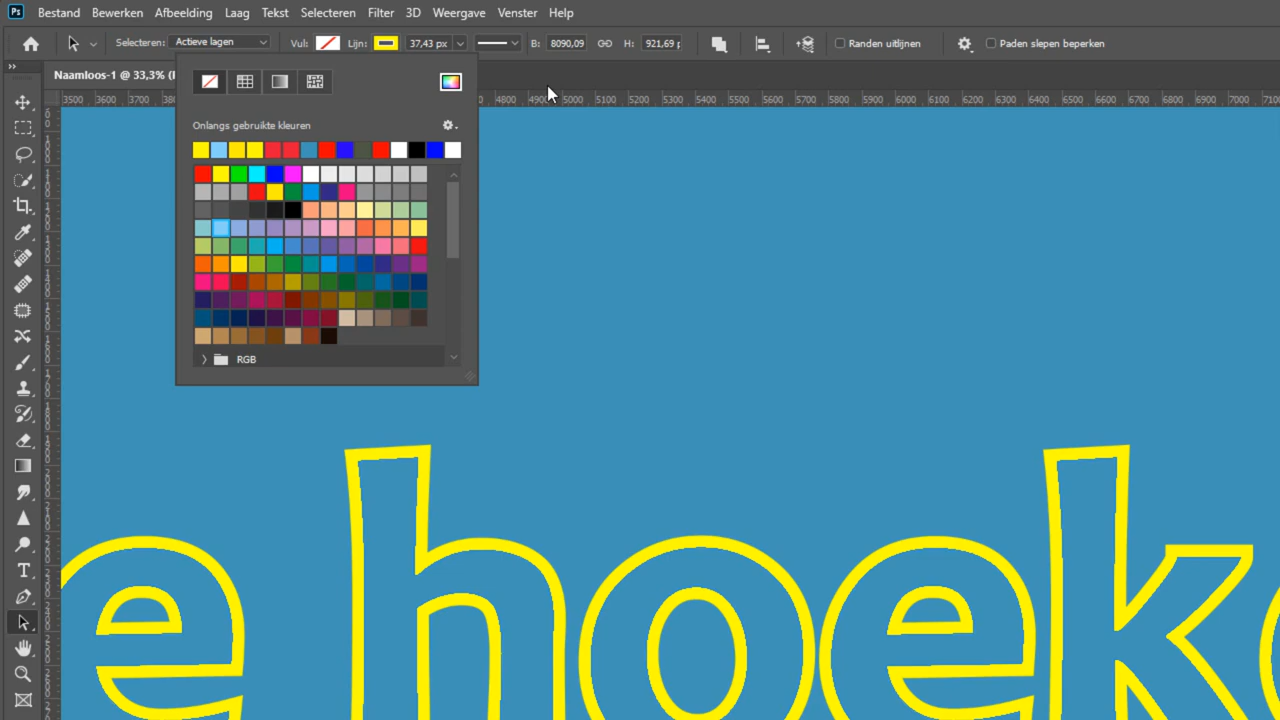 Ps Bestand Bewerken Afbeelding Laag Tekst Selecteren Filter 3D Weergave Venster Help
Selecteren: Actieve lagen Vul: Lijn: 37,43 px B: 8090,09 H: 921,69 Randen uitlijnen Paden slepen beperken
Naamloos-1 @ 33,3%
3500 3600 3700 4800 4900 5000 5100 5200 5300 5400 5500 5600 5700 5800 5900 6000 6100 6200 6300 6400 6500 6600 6700 6800 6900 7000
Onlangs gebruikte kleuren
RGB
e hoek